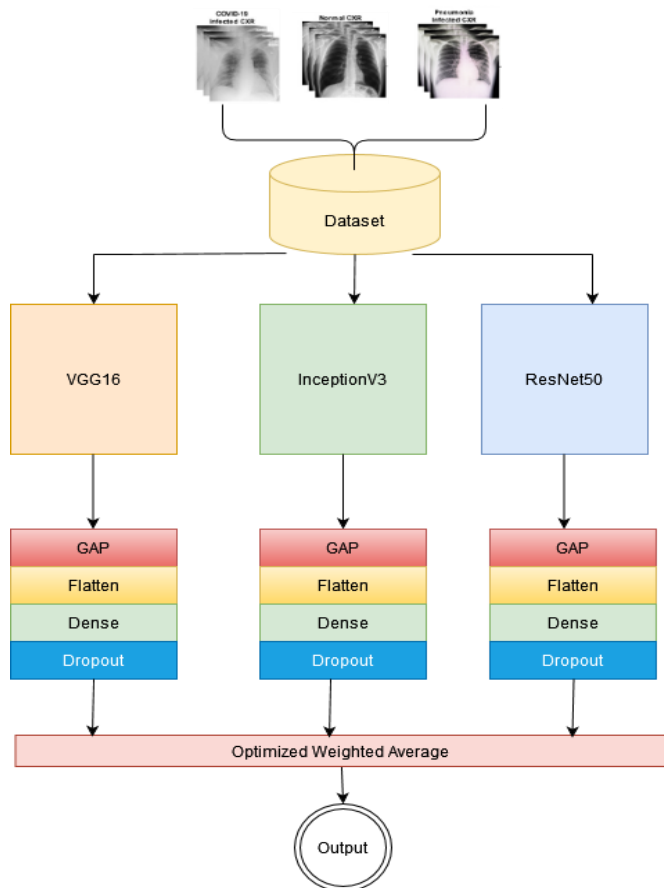 COVID-19
Infected CXR
Normal CXR
Pneumonia
Infected CXR
Dataset
VGG16
InceptionV3
ResNet50
GAP
Flatten
Dense
Dropout
GAP
Flatten
Dense
Dropout
GAP
Flatten
Dense
Dropout
Optimized Weighted Average
Output